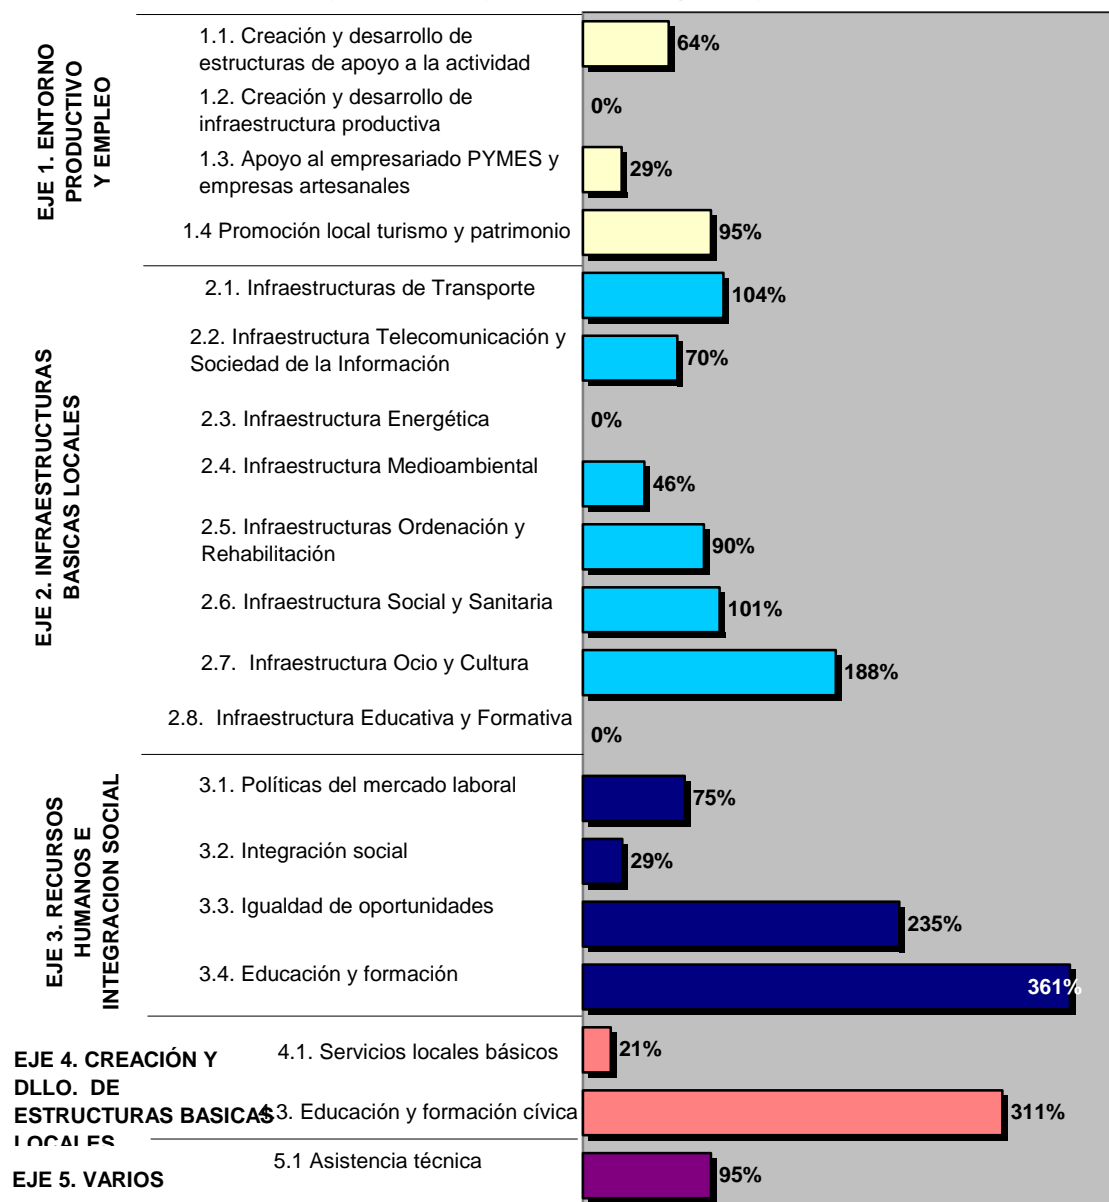 EJE 1. ENTORNO
PRODUCTIVO
Y EMPLEO
1.1. Creación y desarrollo de
estructuras de apoyo a la actividad
64%
1.2. Creación y desarrollo de
infraestructura productiva
0%
1.3. Apoyo al empresariado PYMES y
empresas artesanales
29%
1.4 Promoción local turismo y patrimonio
95%
EJE 2. INFRAESTRUCTURAS
BASICAS LOCALES
2.1. Infraestructuras de Transporte
104%
2.2. Infraestructura Telecomunicación y
Sociedad de la Información
70%
2.3. Infraestructura Energética
0%
2.4. Infraestructura Medioambiental
46%
2.5. Infraestructuras Ordenación y
Rehabilitación
90%
2.6. Infraestructura Social y Sanitaria
101%
2.7. Infraestructura Ocio y Cultura
188%
2.8. Infraestructura Educativa y Formativa
0%
EJE 3. RECURSOS
HUMANOS E
INTEGRACION SOCIAL
3.1. Políticas del mercado laboral
75%
3.2. Integración social
29%
3.3. Igualdad de oportunidades
235%
3.4. Educación y formación
361%
EJE 4. CREACIÓN Y
DLLO. DE
ESTRUCTURAS BASICAS
LOCALES
4.1. Servicios locales básicos
21%
4.3. Educación y formación cívica
311%
EJE 5. VARIOS
5.1 Asistencia técnica
95%